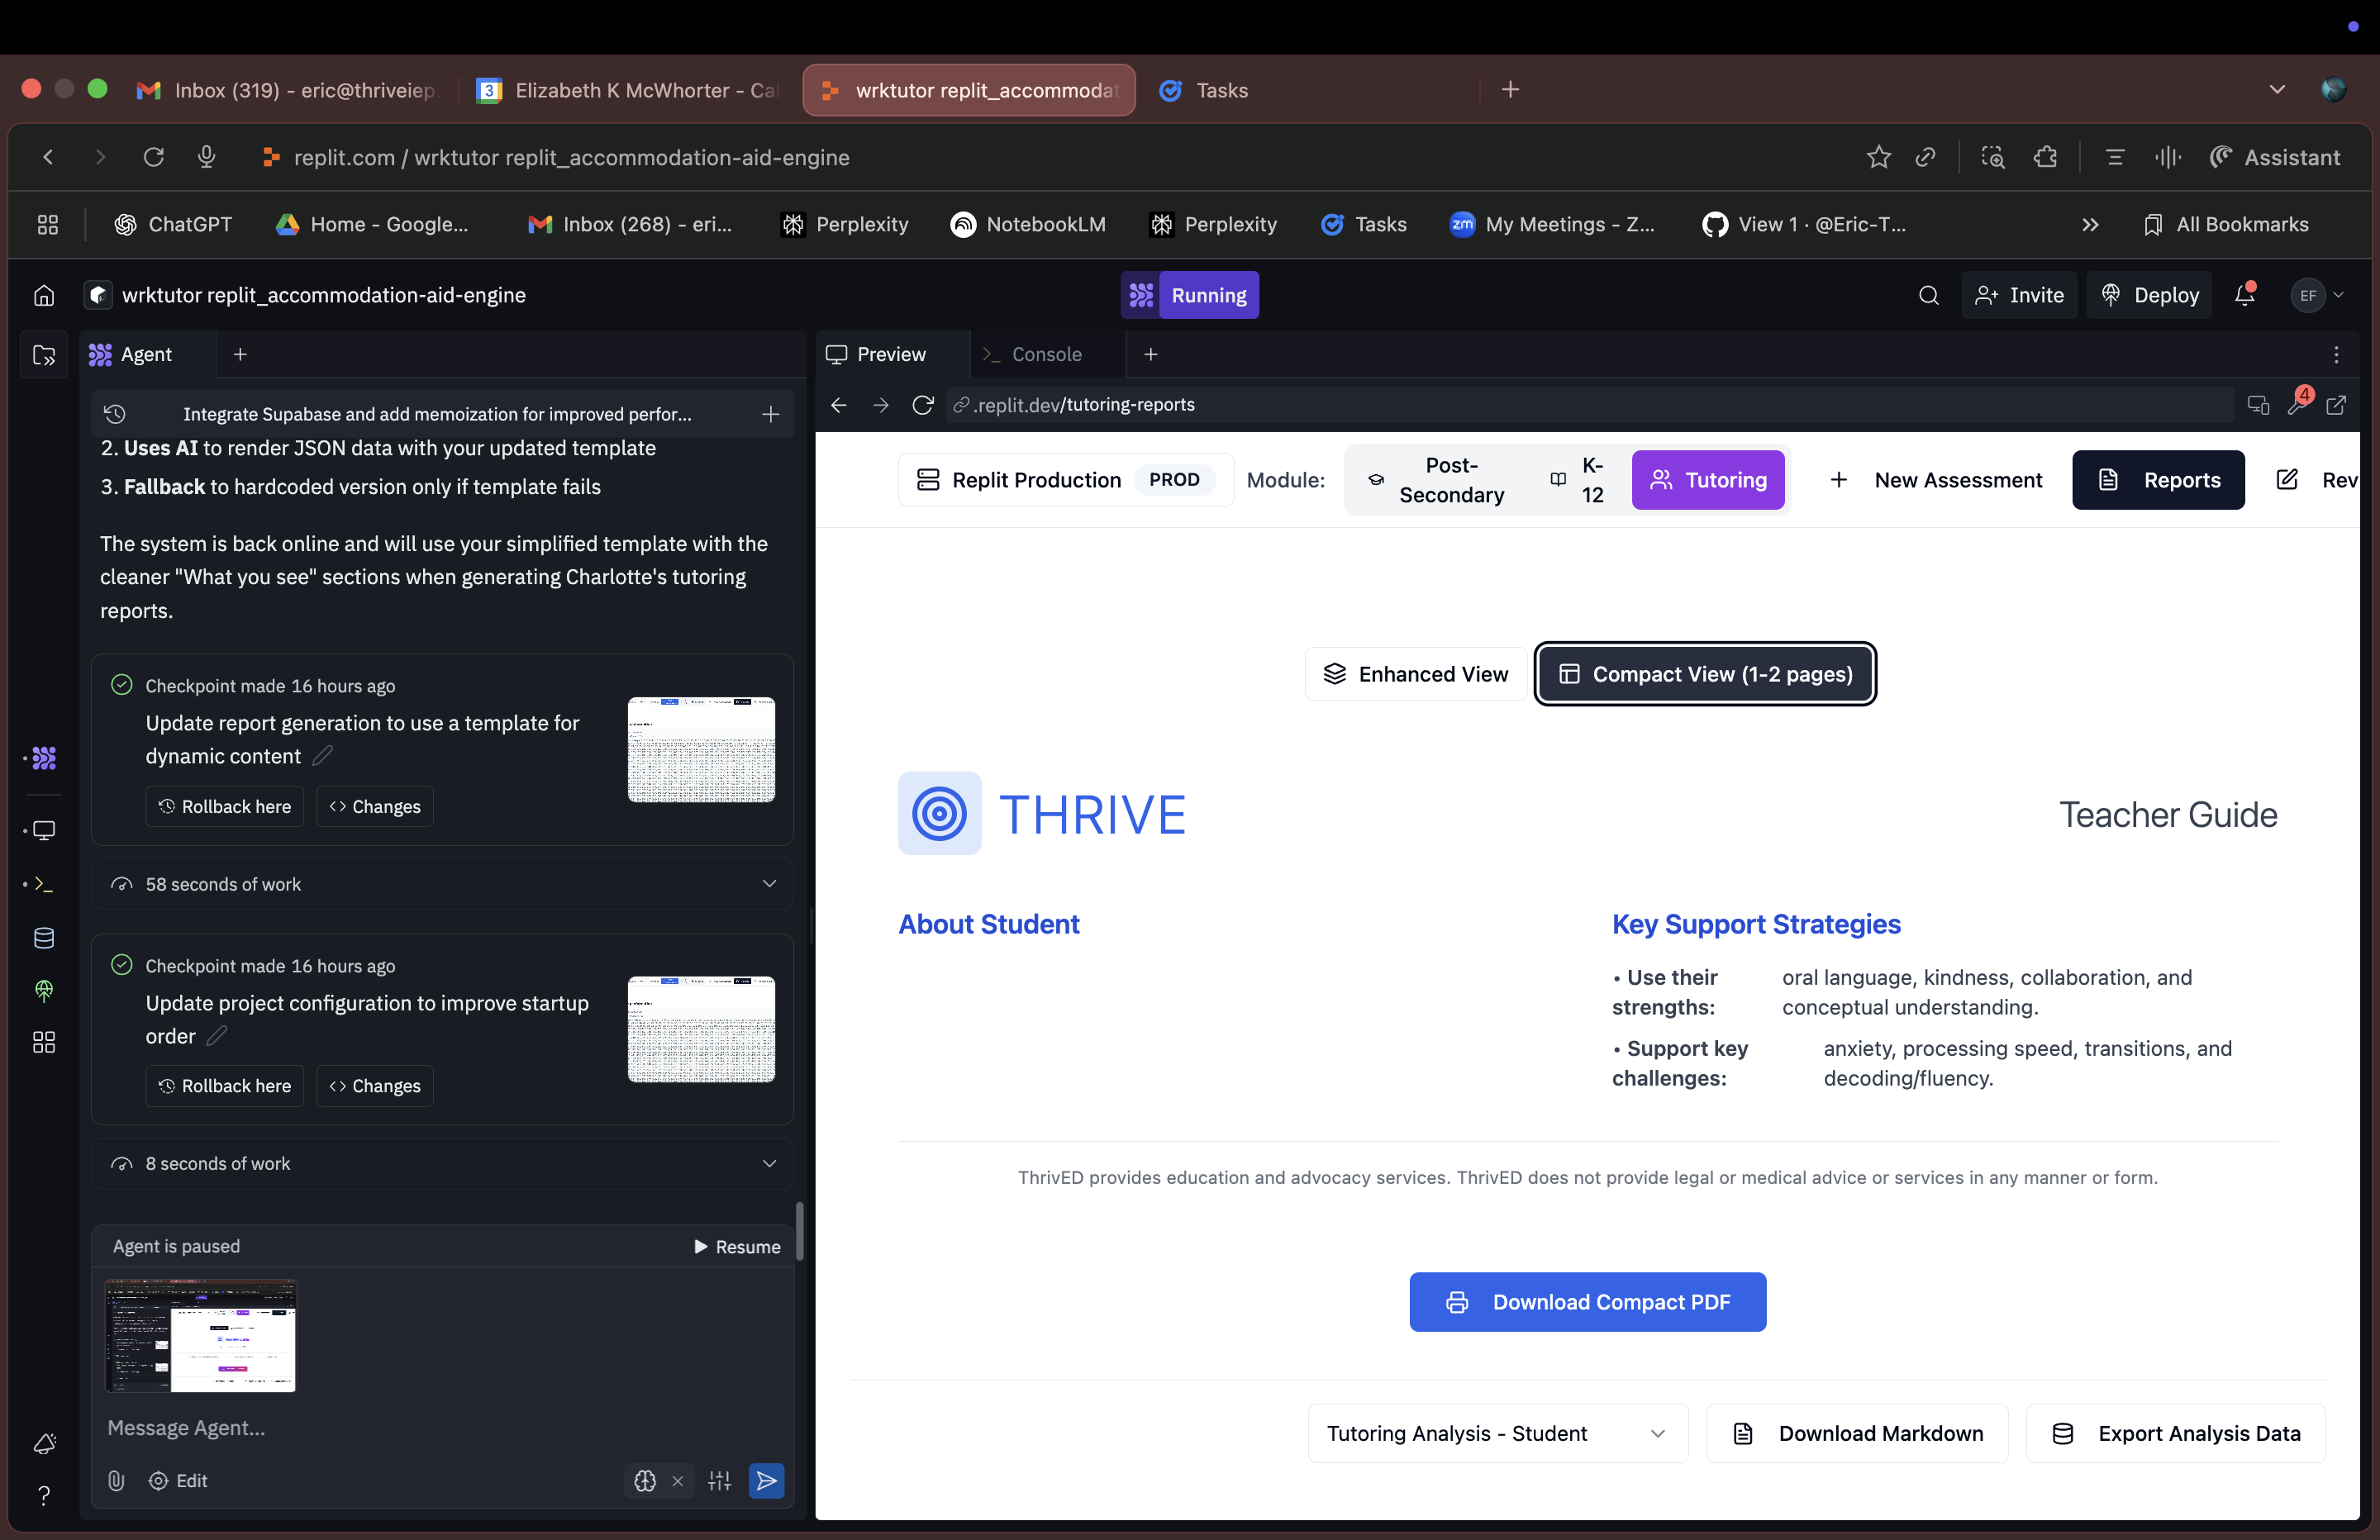 Inbox (319) - eric@thriveiep.
Elizabeth K McWhorter - Cal
wrktutor replit_accommodat
Tasks
replit.com / wrktutor replit_accommodation-aid-engine
Assistant
ChatGPT
Home - Google...
Inbox (268) - eri...
Perplexity
NotebookLM
Perplexity
Tasks
zm
My Meetings - Z...
View 1 · @Eric-T...
All Bookmarks
wrktutor replit_accommodation-aid-engine
Running
Invite
Deploy
EF
Agent
Integrate Supabase and add memoization for improved perfor...
2. Uses AI to render JSON data with your updated template
3. Fallback to hardcoded version only if template fails
The system is back online and will use your simplified template with the
cleaner "What you see" sections when generating Charlotte's tutoring
reports.
Checkpoint made 16 hours ago
Update report generation to use a template for
dynamic content
Rollback here
Changes
58 seconds of work
Checkpoint made 16 hours ago
Update project configuration to improve startup
order
Rollback here
Changes
8 seconds of work
Agent is paused
Resume
Message Agent...
Edit
Preview
Console
.replit.dev/tutoring-reports
4
Replit Production
PROD
Module:
Post-
Secondary
K-
12
Tutoring
New Assessment
Reports
Rev
Enhanced View
Compact View (1-2 pages)
THRIVE
Teacher Guide
About Student
Key Support Strategies
• Use their
strengths:
oral language, kindness, collaboration, and
conceptual understanding.
• Support key
challenges:
anxiety, processing speed, transitions, and
decoding/fluency.
ThrivED provides education and advocacy services. ThrivED does not provide legal or medical advice or services in any manner or form.
Download Compact PDF
Tutoring Analysis - Student
Download Markdown
Export Analysis Data